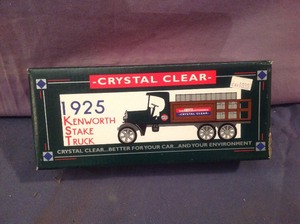 -CRYSTAL CLEAR-
1925
KENWORTH
STAKE
TRUCK
CRYSTAL CLEAR...BETTER FOR YOUR CAR...AND YOUR ENVIRONMENT